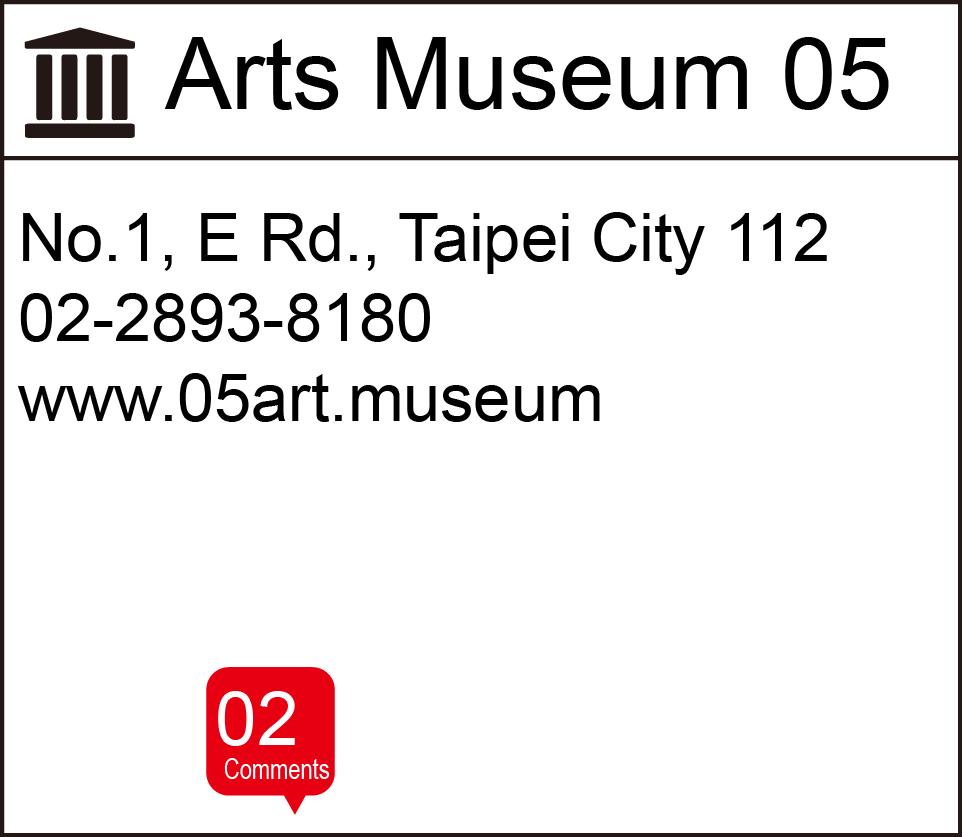 Arts Museum 05
No.1, E Rd., Taipei City 112
02-2893-8180
www.05art.museum
02
Comments